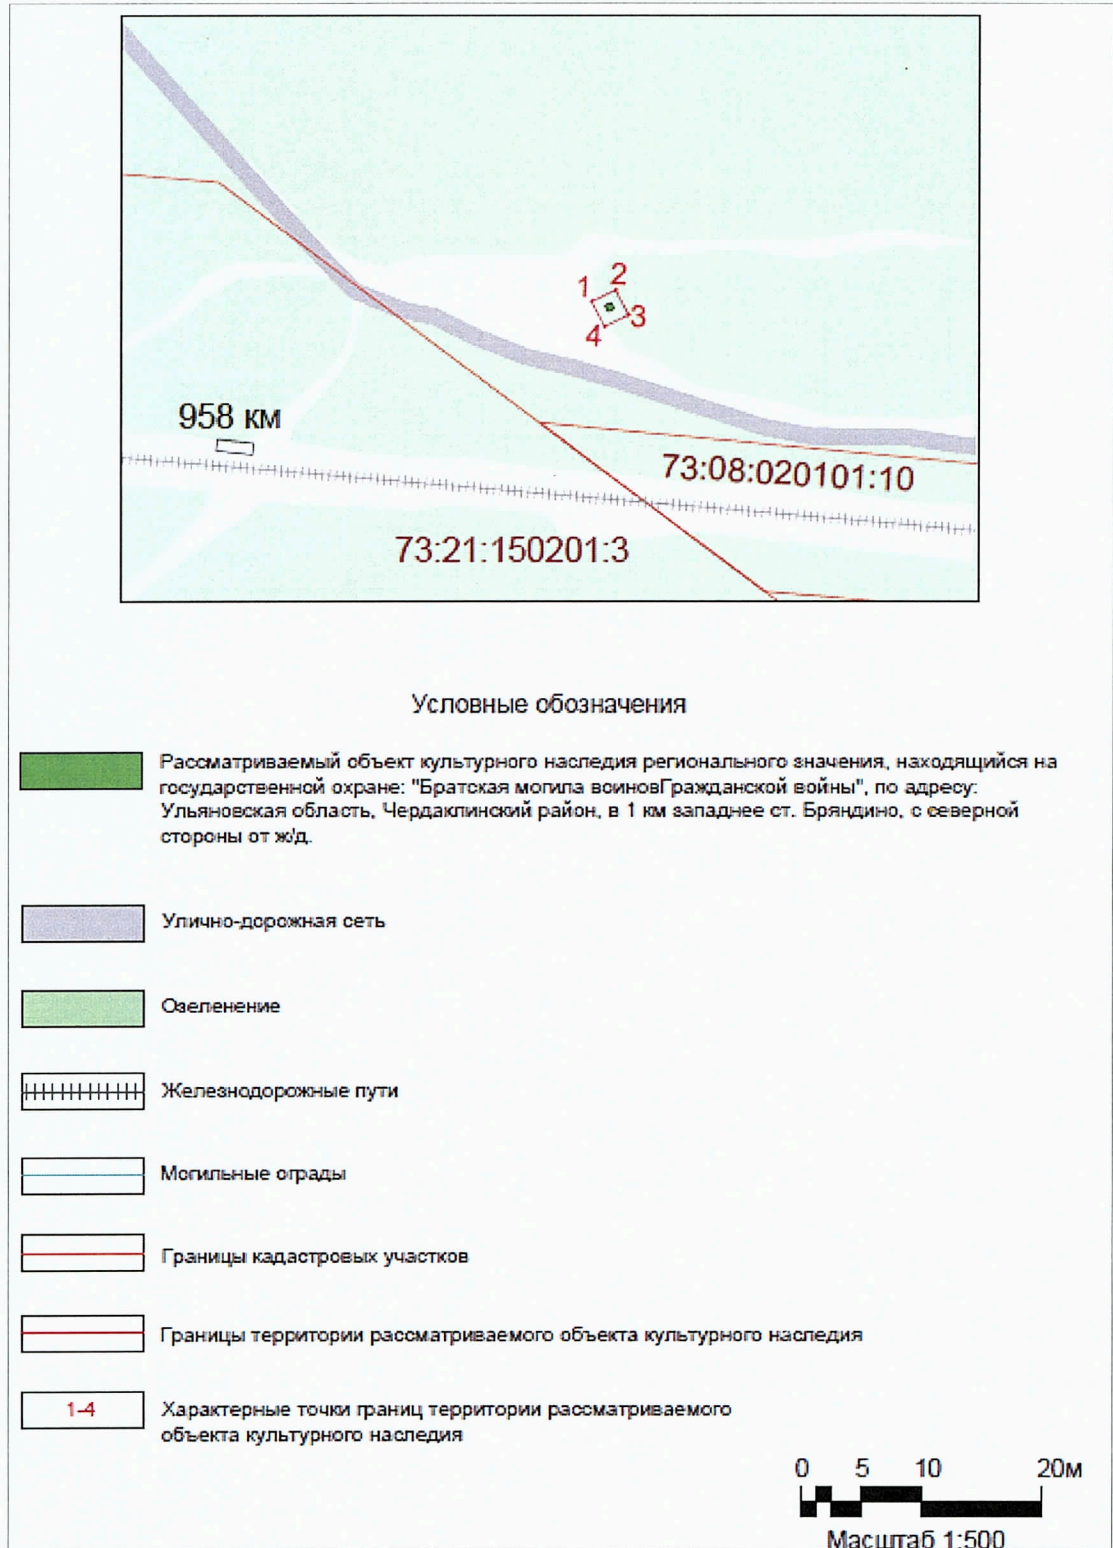 1
2
3
4
958 км
73:08:020101:10
73:21:150201:3
Условные обозначения
Рассматриваемый объект культурного наследия регионального значения, находящийся на
государственной охране: "Братская могила воиновГражданской войны", по адресу:
Ульяновская область, Чердаклинский район, в 1 км западнее ст. Бряндино, с северной
стороны от ж/д.
Улично-дорожная сеть
Озеленение
Железнодорожные пути
Могильные ограды
Границы кадастровых участков
Границы территории рассматриваемого объекта культурного наследия
1-4
Характерные точки границ территории рассматриваемого
объекта культурного наследия
0 5 10 20м
Масштаб 1:500